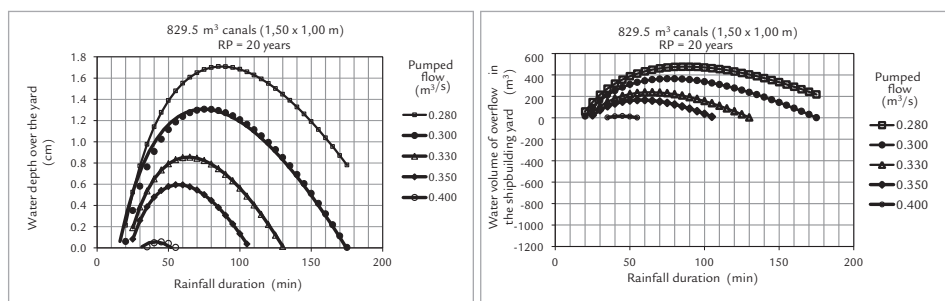 829.5 m³ canals (1,50 x 1,00 m)
RP = 20 years
Water depth over the yard
(cm)
1.8
1.6
1.4
1.2
1.0
0.8
0.6
0.4
0.2
0.0
0
50
100
150
200
Rainfall duration (min)
Pumped
flow
(m³/s)
0.280
0.300
0.330
0.350
0.400
829.5 m³ canals (1,50 x 1,00 m)
RP = 20 years
Water volume of overflow in
the shipbuilding yard (m³)
600
400
200
0
-200
-400
-600
-800
-1000
-1200
0
50
100
150
200
Rainfall duration (min)
Pumped
flow
(m³/s)
0.280
0.300
0.330
0.350
0.400